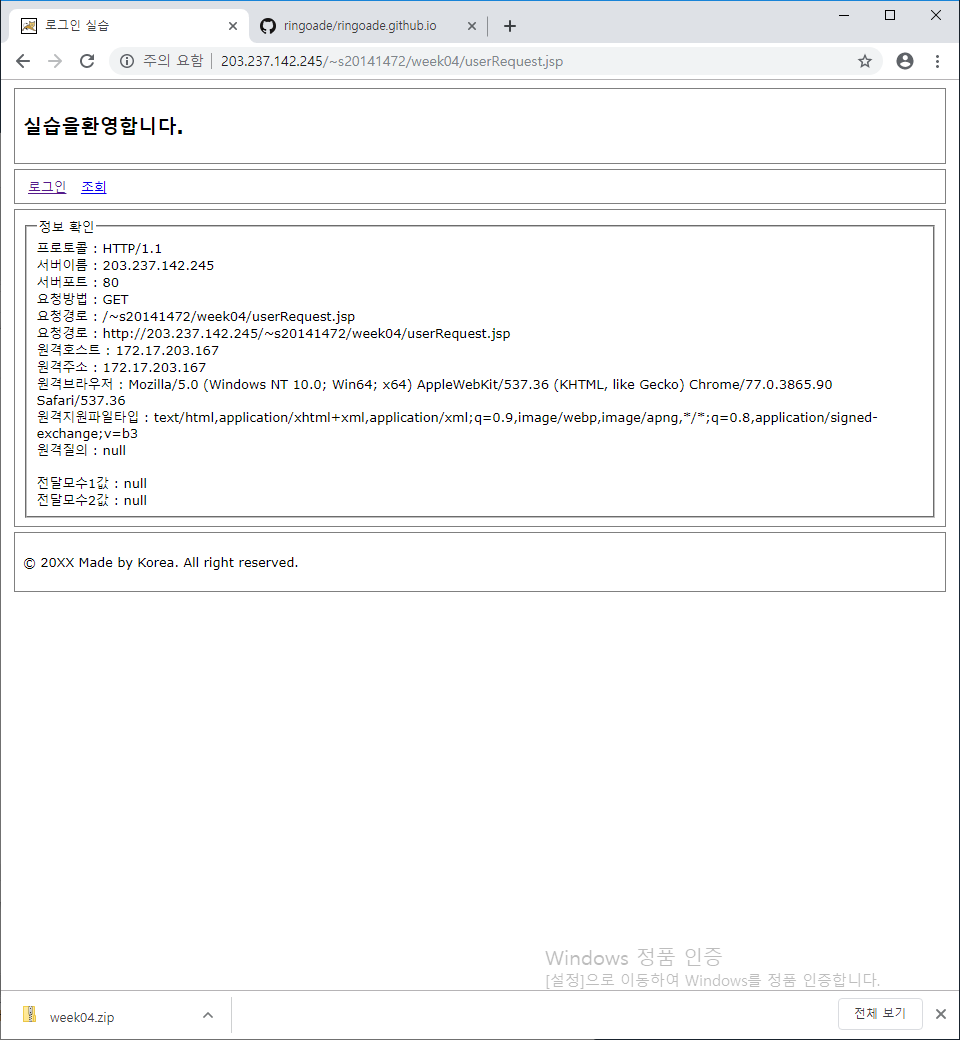 로그인 실습
ringoade/ringoade.github.io
주의 요함 | 203.237.142.245/~s20141472/week04/userRequest.jsp
실습을환영합니다.
로그인 조회
정보 확인
프로토콜 : HTTP/1.1
서버이름 : 203.237.142.245
서버포트 : 80
요청방법 : GET
요청경로 : /~s20141472/week04/userRequest.jsp
요청경로 : http://203.237.142.245/~s20141472/week04/userRequest.jsp
원격호스트 : 172.17.203.167
원격주소 : 172.17.203.167
원격브라우저 : Mozilla/5.0 (Windows NT 10.0; Win64; x64) AppleWebKit/537.36 (KHTML, like Gecko) Chrome/77.0.3865.90
Safari/537.36
원격지원파일타입 : text/html,application/xhtml+xml,application/xml;q=0.9,image/webp,image/apng,*/*;q=0.8,application/signed-
exchange;v=b3
원격질의 : null
전달모수1값 : null
전달모수2값 : null
© 20XX Made by Korea. All right reserved.
Windows 정품 인증
[설정]으로 이동하여 Windows를 정품 인증합니다.
week04.zip
전체 보기